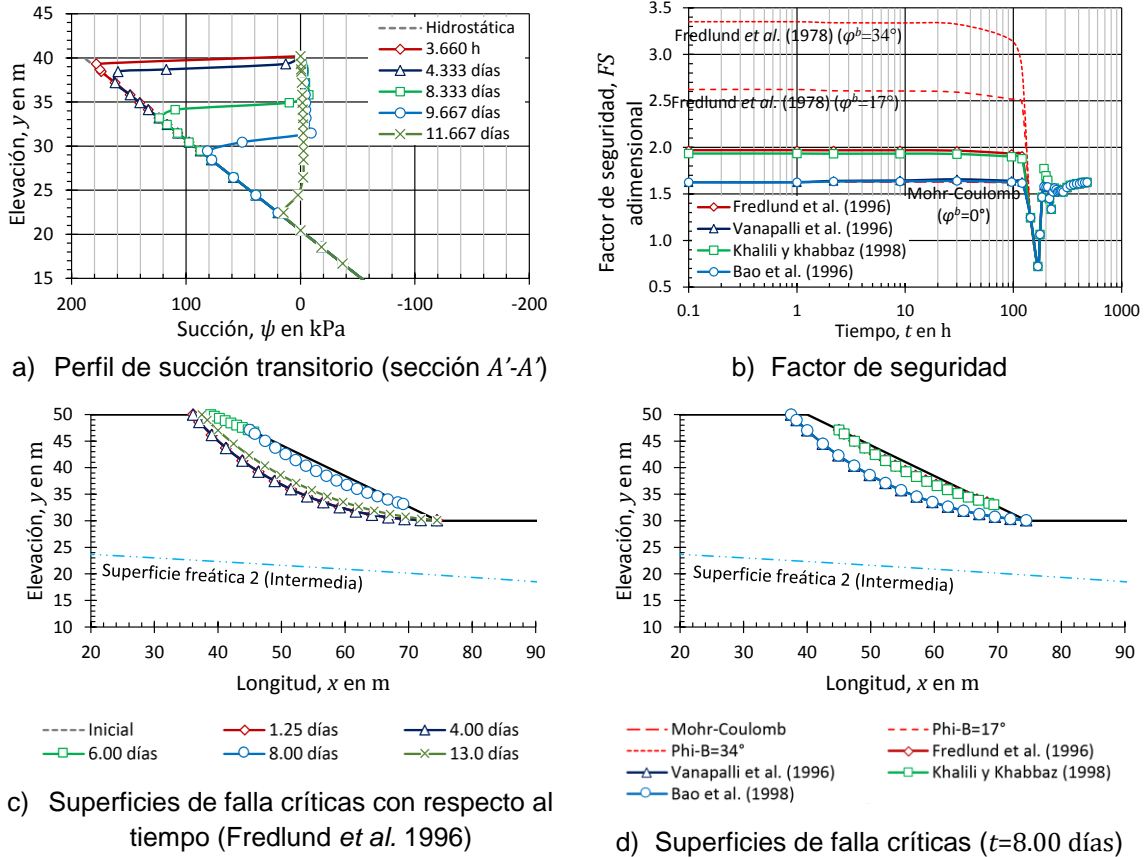 Elevación, y en m
45
40
35
30
25
20
15
200
100
0
-100
-200
Succión, ψ en kPa
Hidrostática
3.660 h
4.333 días
8.333 días
9.667 días
11.667 días
a) Perfil de succión transitorio (sección A'-A')
Factor de seguridad, FS
adimensional
3.5
3.0
2.5
2.0
1.5
1.0
0.5
0.1
1
10
100
1000
Tiempo, t en h
Fredlund et al. (1978) (φᵇ=34°)
Fredlund et al. (1978) (φᵇ=17°)
Mohr-Coulomb
(φᵇ=0°)
Fredlund et al. (1996)
Vanapalli et al. (1996)
Khalili y khabbaz (1998)
Bao et al. (1996)
b) Factor de seguridad
Elevación, y en m
50
45
40
35
30
25
20
15
10
20
30
40
50
60
70
80
90
Superficie freática 2 (Intermedia)
Longitud, x en m
Inicial
1.25 días
4.00 días
6.00 días
8.00 días
13.0 días
c) Superficies de falla críticas con respecto al
tiempo (Fredlund et al. 1996)
Elevación, y en m
50
45
40
35
30
25
20
15
10
20
30
40
50
60
70
80
90
Superficie freática 2 (Intermedia)
Longitud, x en m
Mohr-Coulomb
Phi-B=17°
Phi-B=34°
Fredlund et al. (1996)
Vanapalli et al. (1996)
Khalili y Khabbaz (1998)
Bao et al. (1998)
d) Superficies de falla críticas (t=8.00 días)